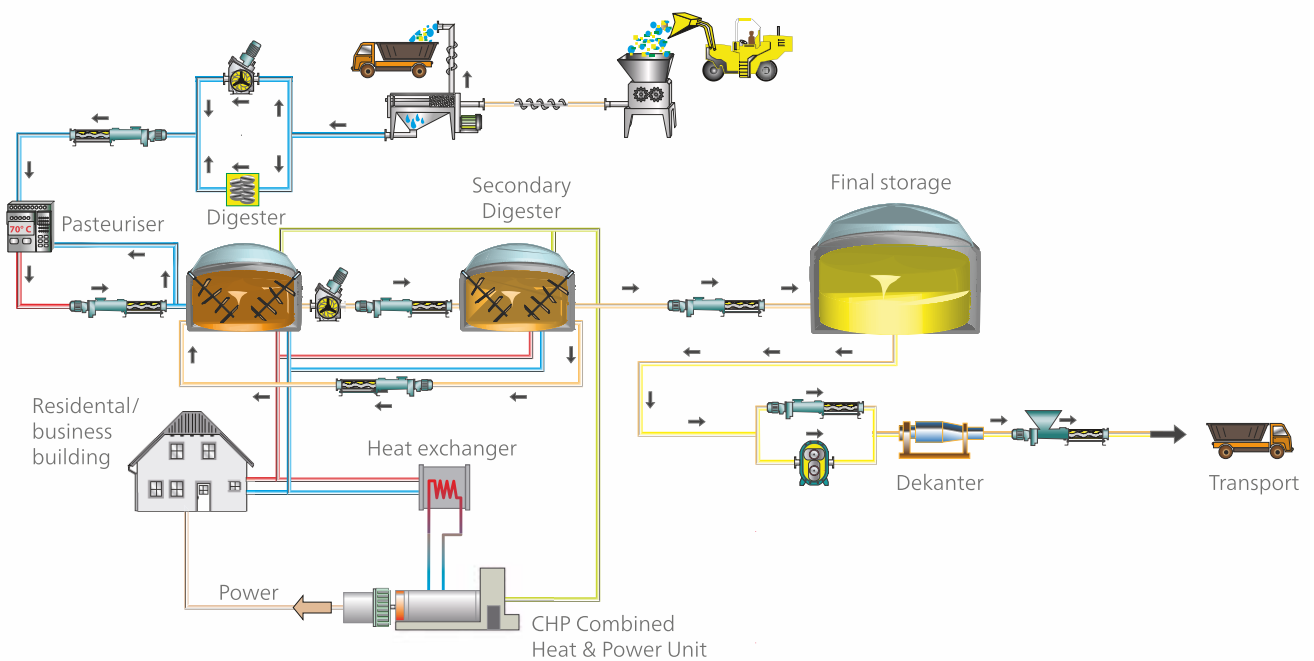 Secondary
Digester
Final storage
Pasteuriser
Digester
70° C
Residental/
business
building
Heat exchanger
Dekanter
Transport
Power
CHP Combined
Heat & Power Unit